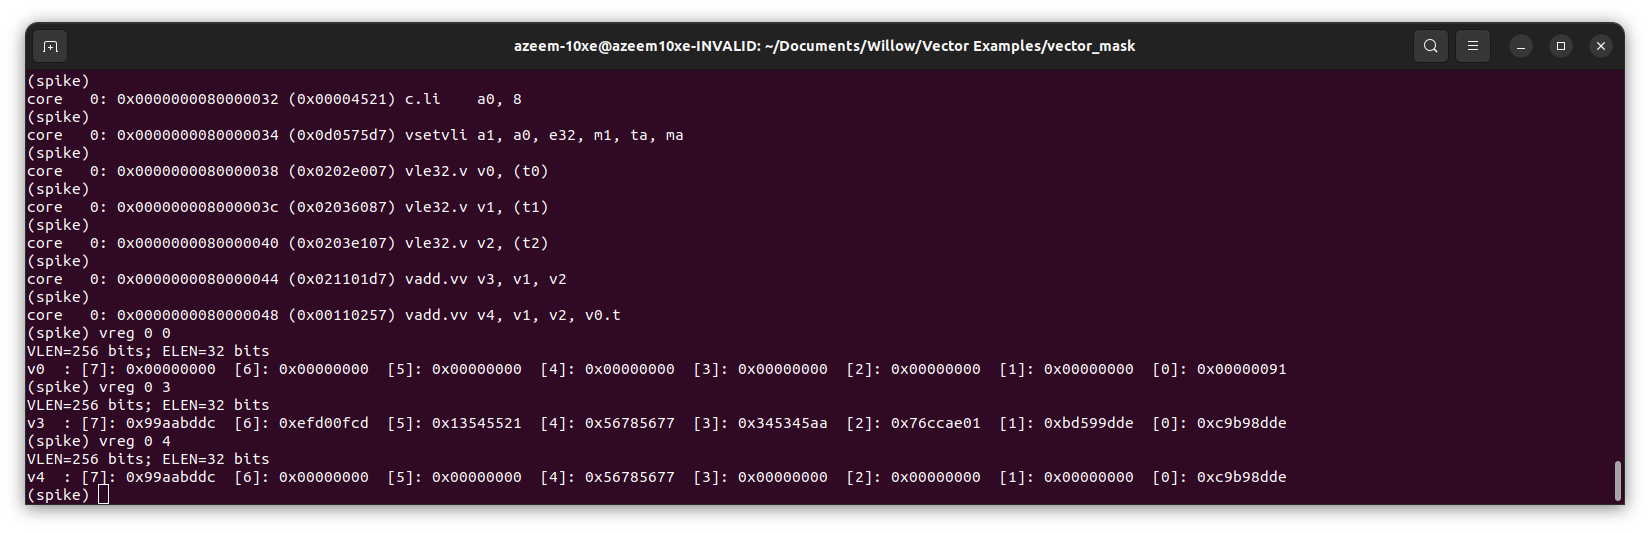 azeem-10xe@azeem10xe-INVALID: ~/Documents/Willow/Vector Examples/vector_mask
(spike)
core   0: 0x0000000080000032 (0x00004521) c.li    a0, 8
(spike)
core   0: 0x0000000080000034 (0x0d0575d7) vsetvli a1, a0, e32, m1, ta, ma
(spike)
core   0: 0x0000000080000038 (0x0202e007) vle32.v v0, (t0)
(spike)
core   0: 0x000000008000003c (0x02036087) vle32.v v1, (t1)
(spike)
core   0: 0x0000000080000040 (0x0203e107) vle32.v v2, (t2)
(spike)
core   0: 0x0000000080000044 (0x021101d7) vadd.vv v3, v1, v2
(spike)
core   0: 0x0000000080000048 (0x00110257) vadd.vv v4, v1, v2, v0.t
(spike) vreg 0 0
VLEN=256 bits; ELEN=32 bits
v0  : [7]: 0x00000000  [6]: 0x00000000  [5]: 0x00000000  [4]: 0x00000000  [3]: 0x00000000  [2]: 0x00000000  [1]: 0x00000000  [0]: 0x00000091
(spike) vreg 0 3
VLEN=256 bits; ELEN=32 bits
v3  : [7]: 0x99aabddc  [6]: 0xefd00fcd  [5]: 0x13545521  [4]: 0x56785677  [3]: 0x345345aa  [2]: 0x76ccae01  [1]: 0xbd599dde  [0]: 0xc9b98dde
(spike) vreg 0 4
VLEN=256 bits; ELEN=32 bits
v4  : [7]: 0x99aabddc  [6]: 0x00000000  [5]: 0x00000000  [4]: 0x56785677  [3]: 0x00000000  [2]: 0x00000000  [1]: 0x00000000  [0]: 0xc9b98dde
(spike)